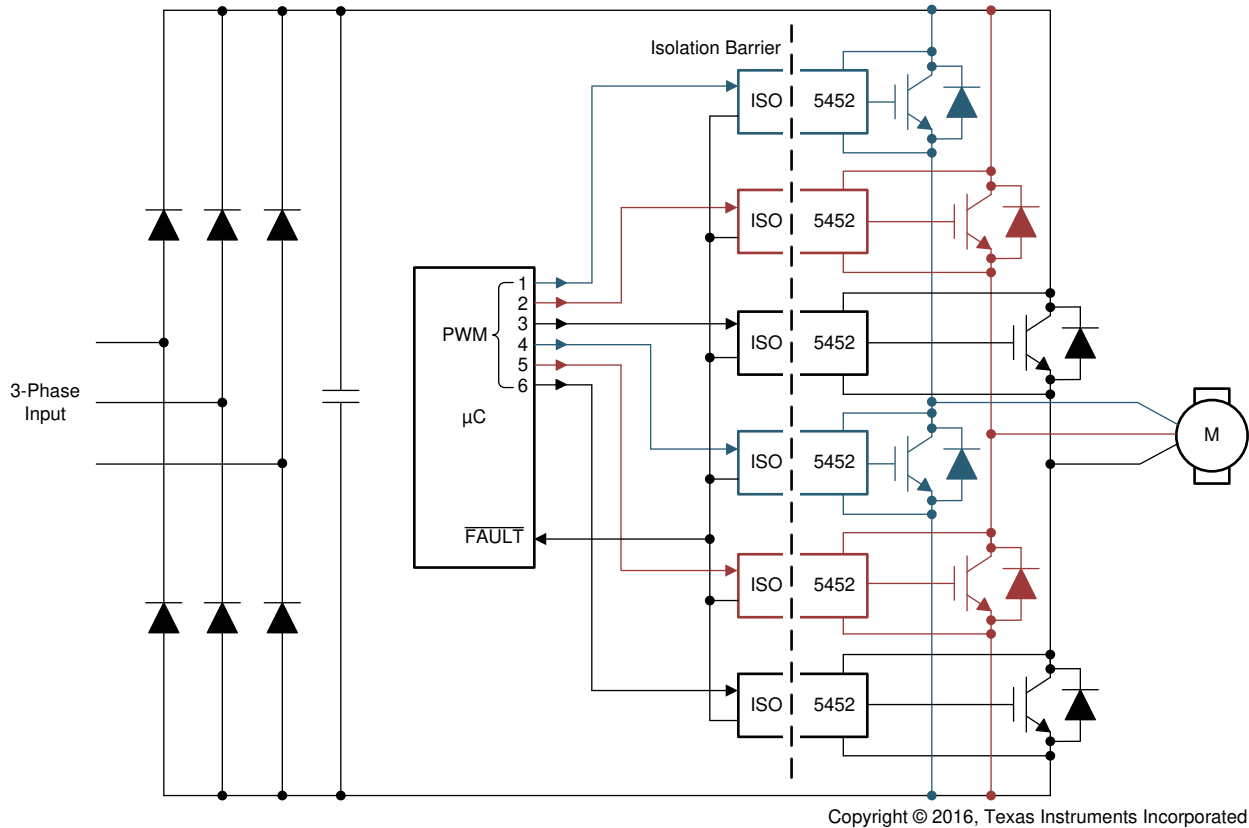 Isolation Barrier
ISO 5452
ISO 5452
1
2
3
4
5
6
PWM
µC
FAULT
3-Phase
Input
ISO 5452
ISO 5452
M
ISO 5452
ISO 5452
Copyright © 2016, Texas Instruments Incorporated